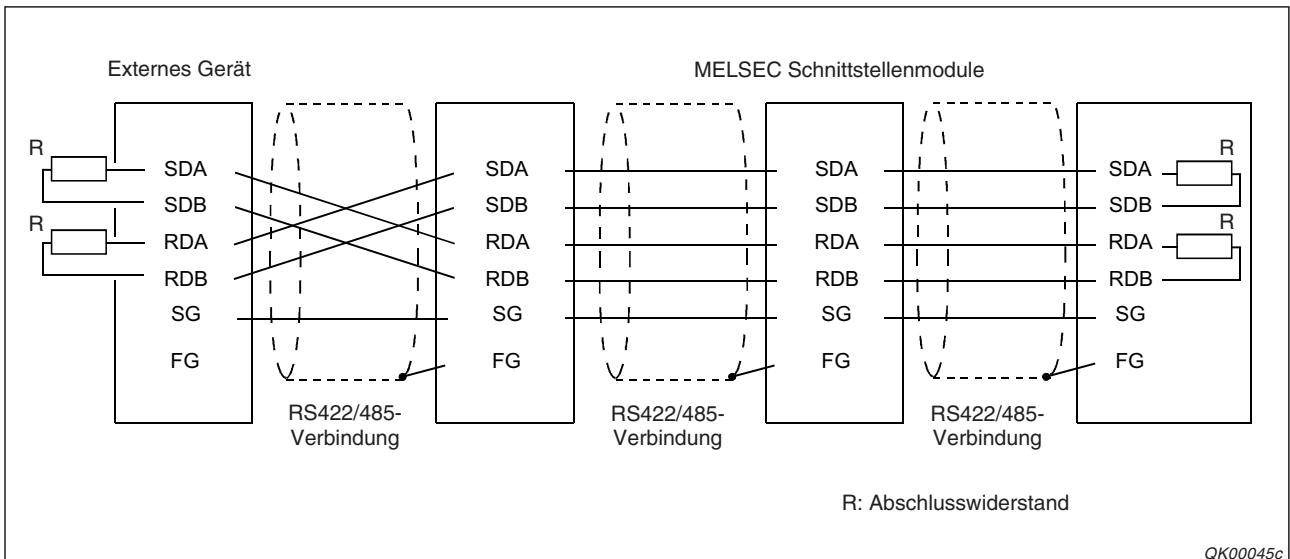 Externes Gerät
MELSEC Schnittstellenmodule
R
R
SDA
SDB
RDA
RDB
SG
FG
SDA
SDB
RDA
RDB
SG
FG
SDA
SDB
RDA
RDB
SG
FG
SDA
SDB
RDA
RDB
SG
FG
R
R
RS422/485-
Verbindung
RS422/485-
Verbindung
RS422/485-
Verbindung
R: Abschlusswiderstand
QK00045c